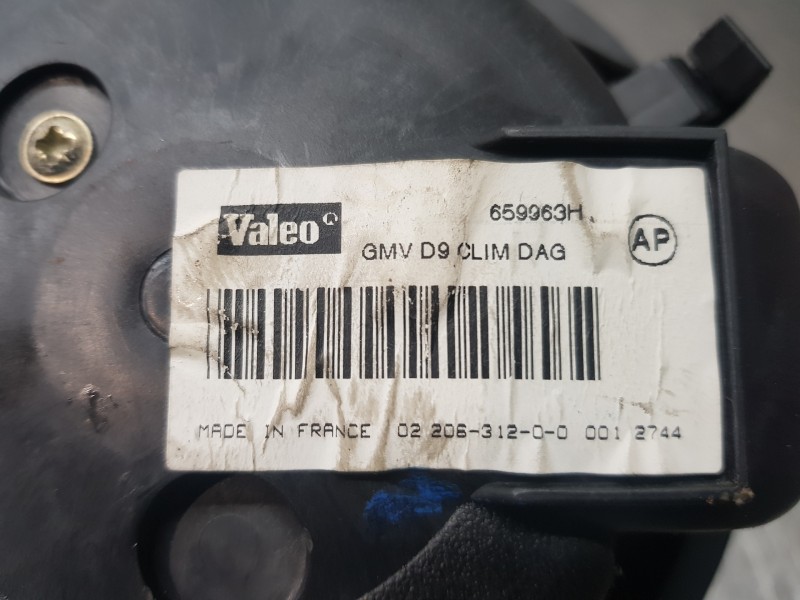 Valeo
659963H
AP
GMV D9 CLIM DAG
MADE IN FRANCE 02 206-312-0-0 001 2744